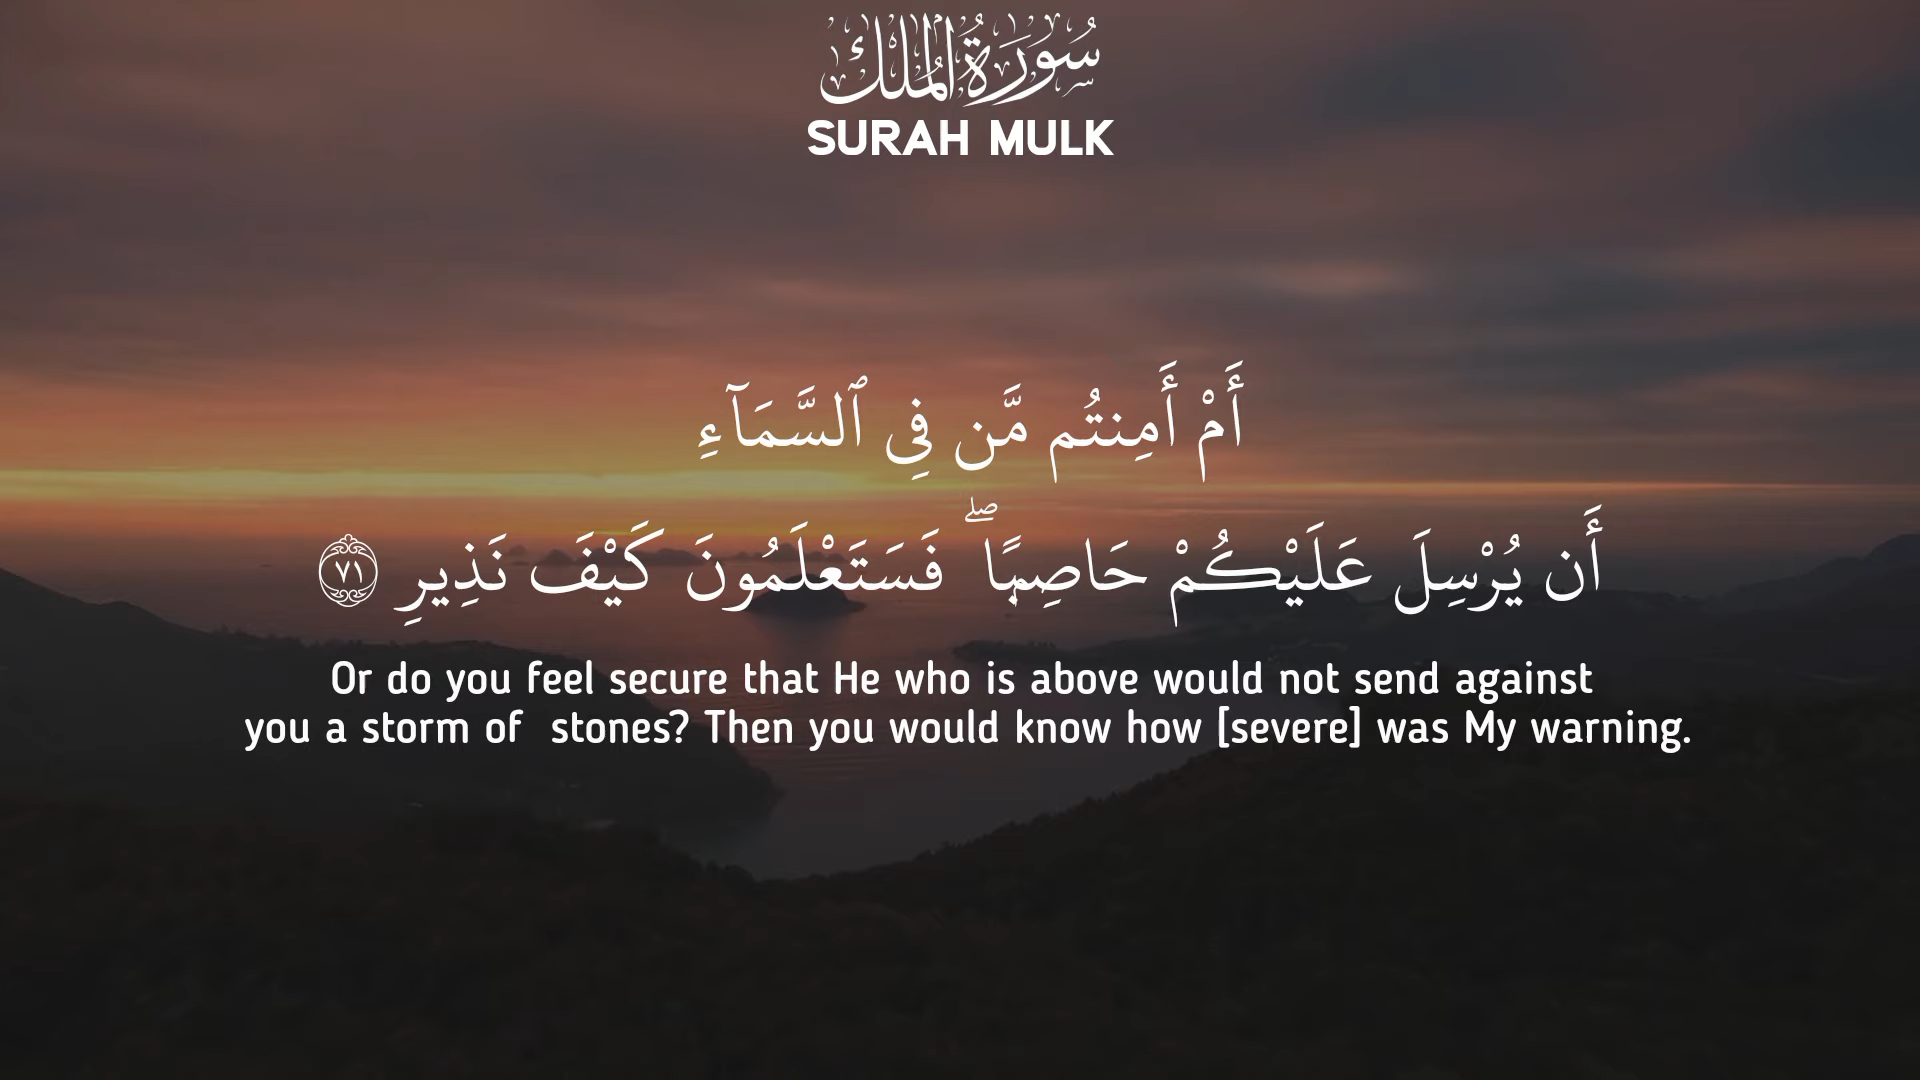 سُورَةُ المُلْكِ
SURAH MULK
أَمْ أَمِنتُم مَّن فِي ٱلسَّمَآءِ
أَن يُرْسِلَ عَلَيْكُمْ حَاصِبًا ۖ فَسَتَعْلَمُونَ كَيْفَ نَذِيرِ ٧١
Or do you feel secure that He who is above would not send against
you a storm of stones? Then you would know how [severe] was My warning.